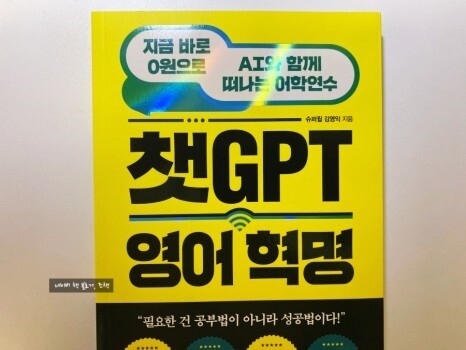 지금 바로
0원으로
AI와 함께
떠나는 어학연수
슈퍼윌 김영익 지음
챗GPT
영어 혁명
“필요한 건 공부법이 아니라 성공법이다!”